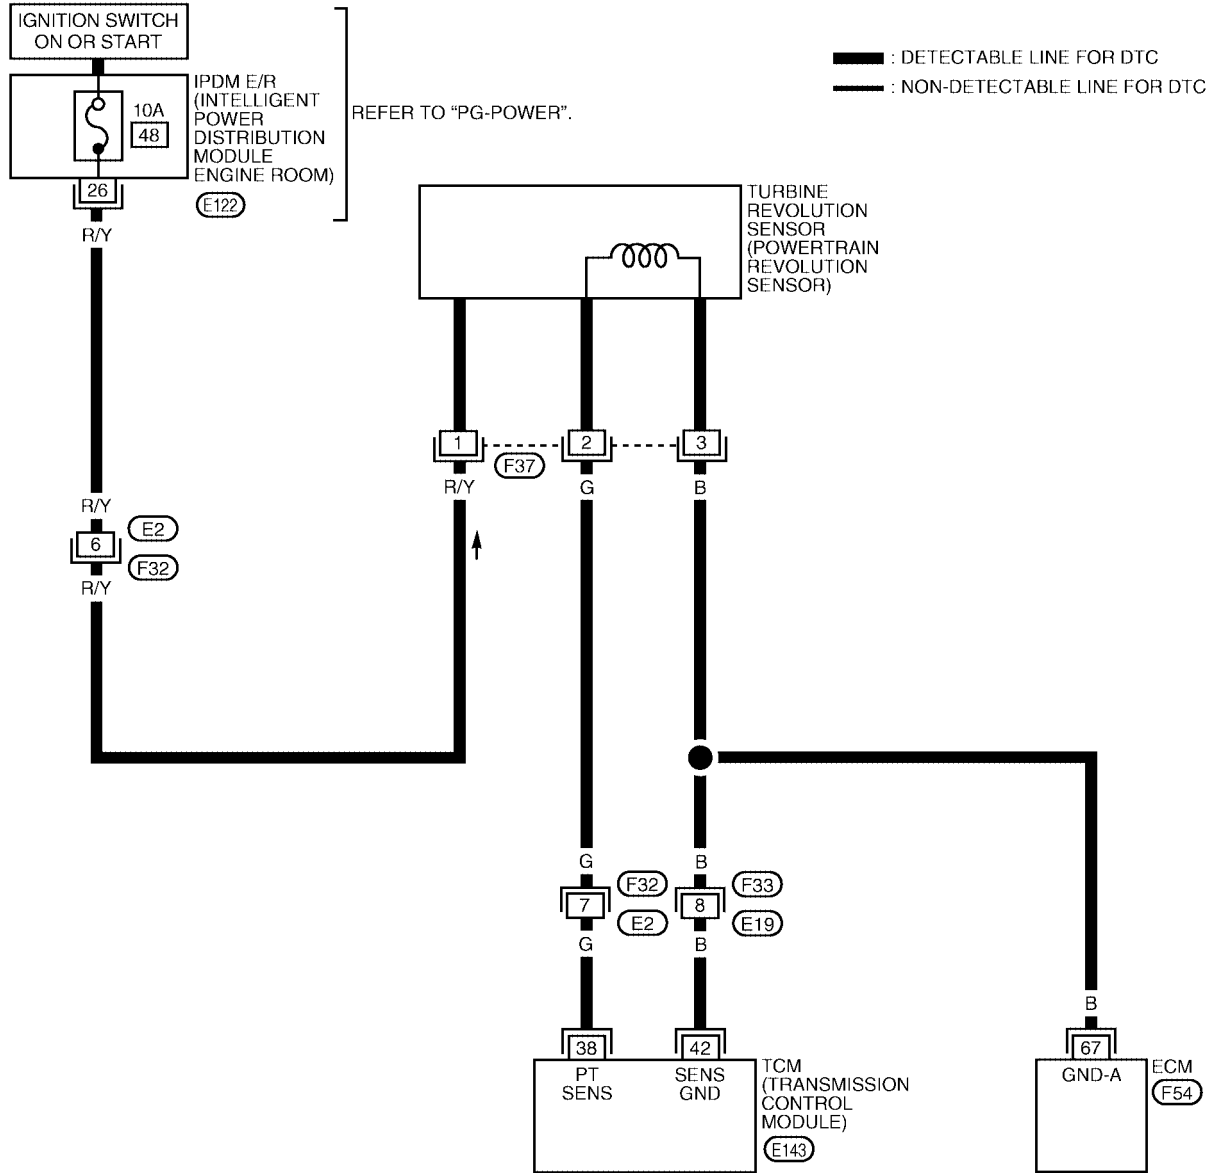 IGNITION SWITCH
ON OR START
IPDM E/R
(INTELLIGENT
POWER
DISTRIBUTION
MODULE
ENGINE ROOM)
10A
48
26
E122
REFER TO “PG-POWER”.
: DETECTABLE LINE FOR DTC
: NON-DETECTABLE LINE FOR DTC
R/Y
TURBINE
REVOLUTION
SENSOR
(POWERTRAIN
REVOLUTION
SENSOR)
1
2
3
F37
R/Y
G
B
R/Y
6
E2
F32
R/Y
G
B
7
F32
E2
8
F33
E19
G
B
B
38
42
67
PT
SENS
SENS
GND
TCM
(TRANSMISSION
CONTROL
MODULE)
E143
GND-A
ECM
F54